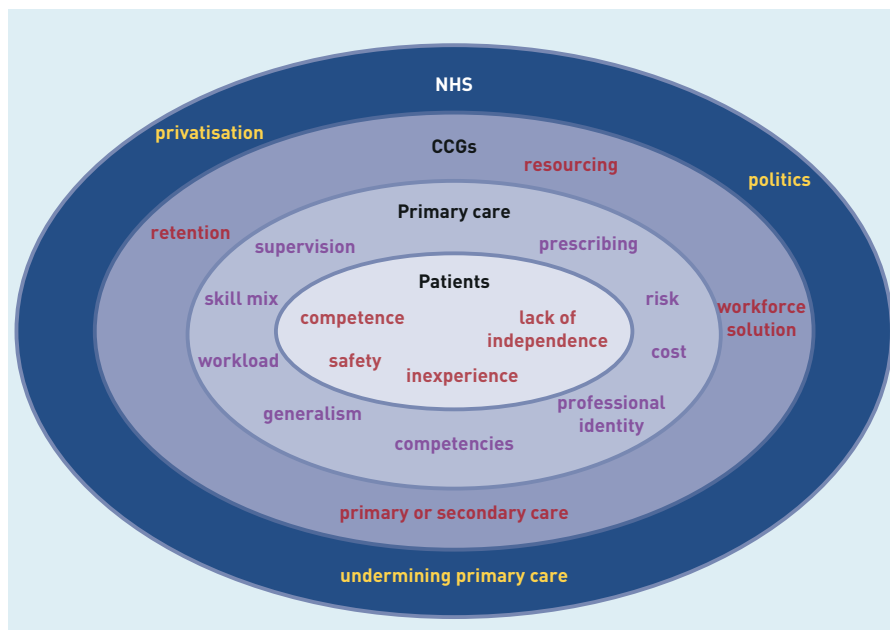 NHS
privatisation
CCGs
resourcing
politics
Primary care
retention
supervision
prescribing
Patients
skill mix
risk
competence
lack of
independence
workforce
solution
workload
safety
cost
inexperience
generalism
professional
identity
competencies
primary or secondary care
undermining primary care